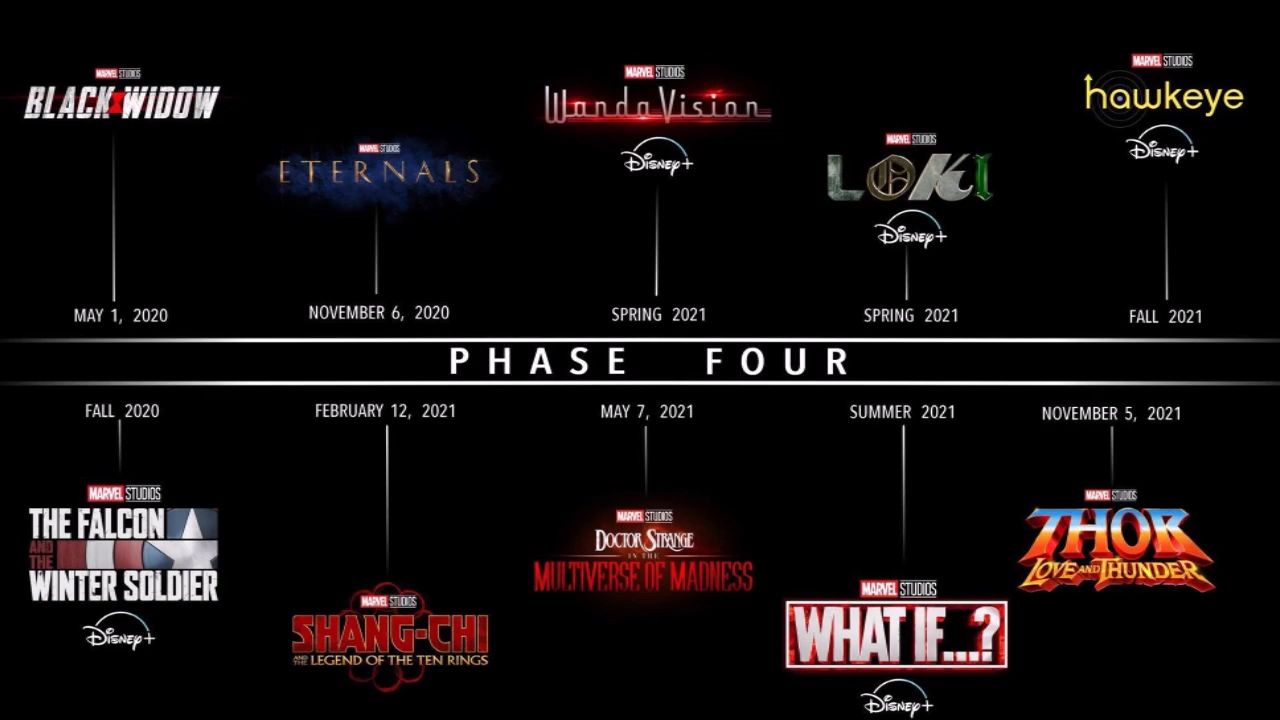 MARVEL STUDIOS
BLACK WIDOW
MAY 1, 2020
MARVEL STUDIOS
ETERNALS
NOVEMBER 6, 2020
MARVEL STUDIOS
WandaVision
Disney+
SPRING 2021
MARVEL STUDIOS
LOKI
Disney+
SPRING 2021
MARVEL STUDIOS
hawkeye
Disney+
FALL 2021
PHASE FOUR
FALL 2020
MARVEL STUDIOS
THE FALCON
AND
THE
WINTER SOLDIER
Disney+
FEBRUARY 12, 2021
MARVEL STUDIOS
SHANG-CHI
AND THE LEGEND OF THE TEN RINGS
MAY 7, 2021
MARVEL STUDIOS
DOCTOR STRANGE
IN THE
MULTIVERSE OF MADNESS
SUMMER 2021
MARVEL STUDIOS
WHAT IF...?
Disney+
NOVEMBER 5, 2021
MARVEL STUDIOS
THOR
LOVE AND THUNDER